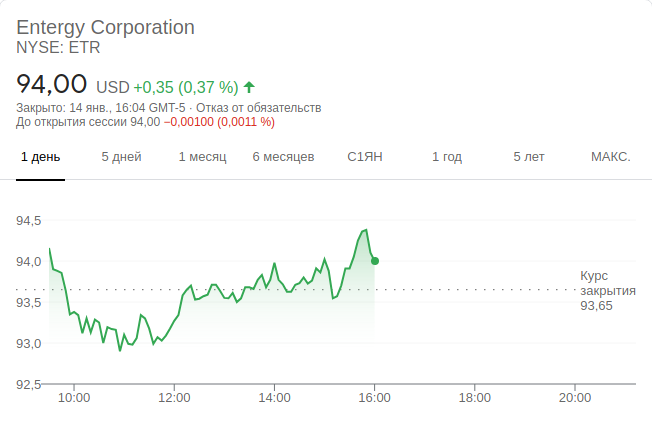 Entergy Corporation
NYSE: ETR
94,00 USD +0,35 (0,37 %)
Закрыто: 14 янв., 16:04 GMT-5 · Отказ от обязательств
До открытия сессии 94,00 −0,00100 (0,0011 %)
1 день 5 дней 1 месяц 6 месяцев С1ЯН 1 год 5 лет МАКС.
94,5
94,0
Курс
закрытия
93,65
93,5
93,0
92,5
10:00 12:00 14:00 16:00 18:00 20:00